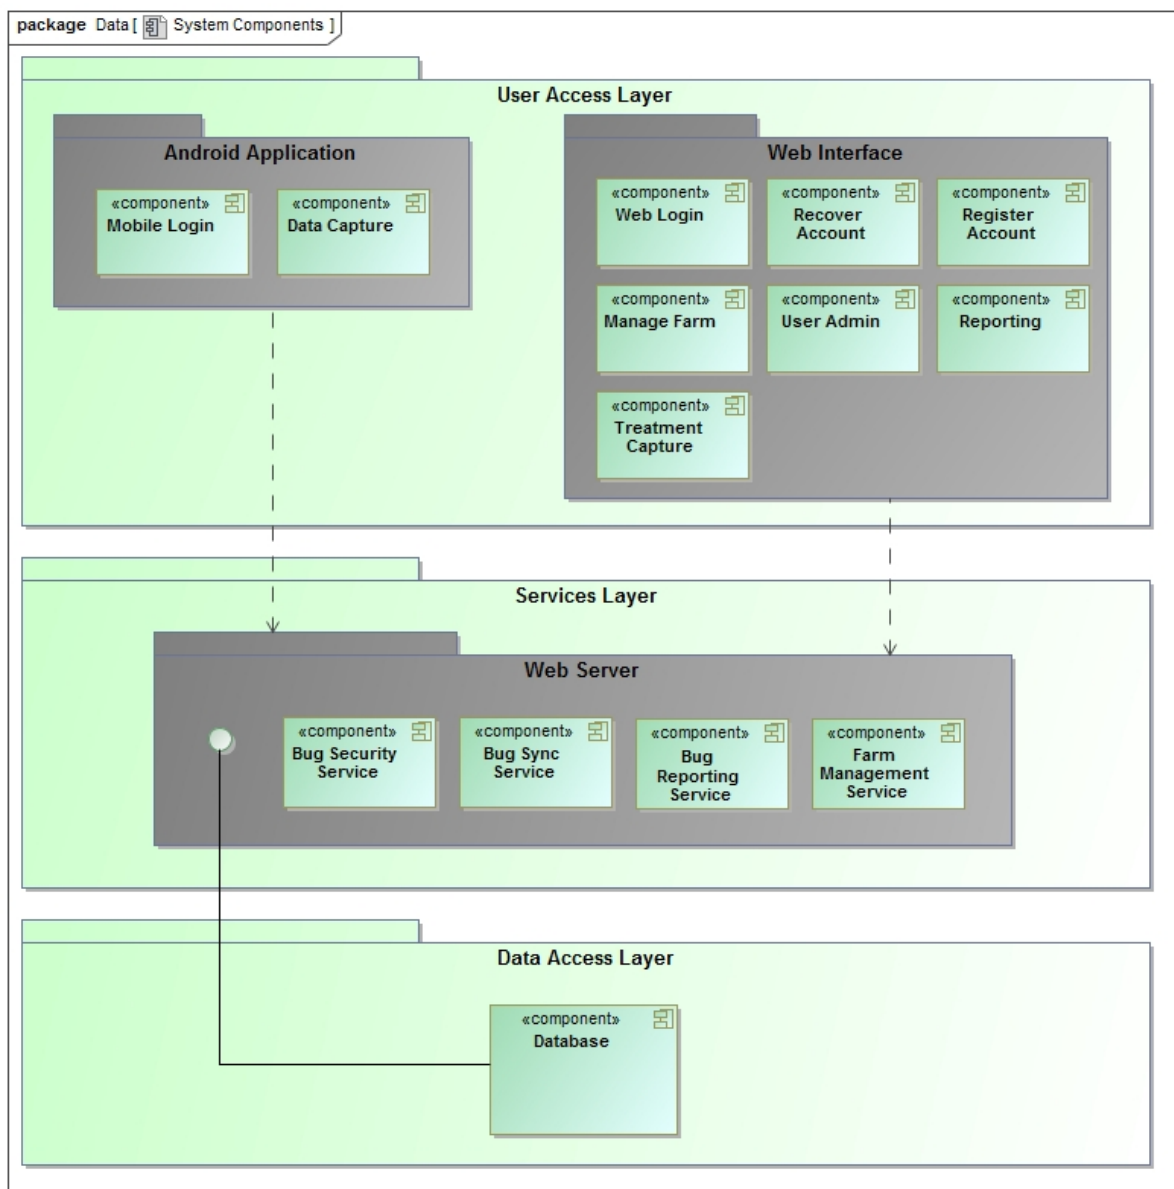 package Data [ System Components ]
User Access Layer
Android Application
«component»
Mobile Login
«component»
Data Capture
Web Interface
«component»
Web Login
«component»
Recover
Account
«component»
Register
Account
«component»
Manage Farm
«component»
User Admin
«component»
Reporting
«component»
Treatment
Capture
Services Layer
Web Server
«component»
Bug Security
Service
«component»
Bug Sync
Service
«component»
Bug
Reporting
Service
«component»
Farm
Management
Service
Data Access Layer
«component»
Database